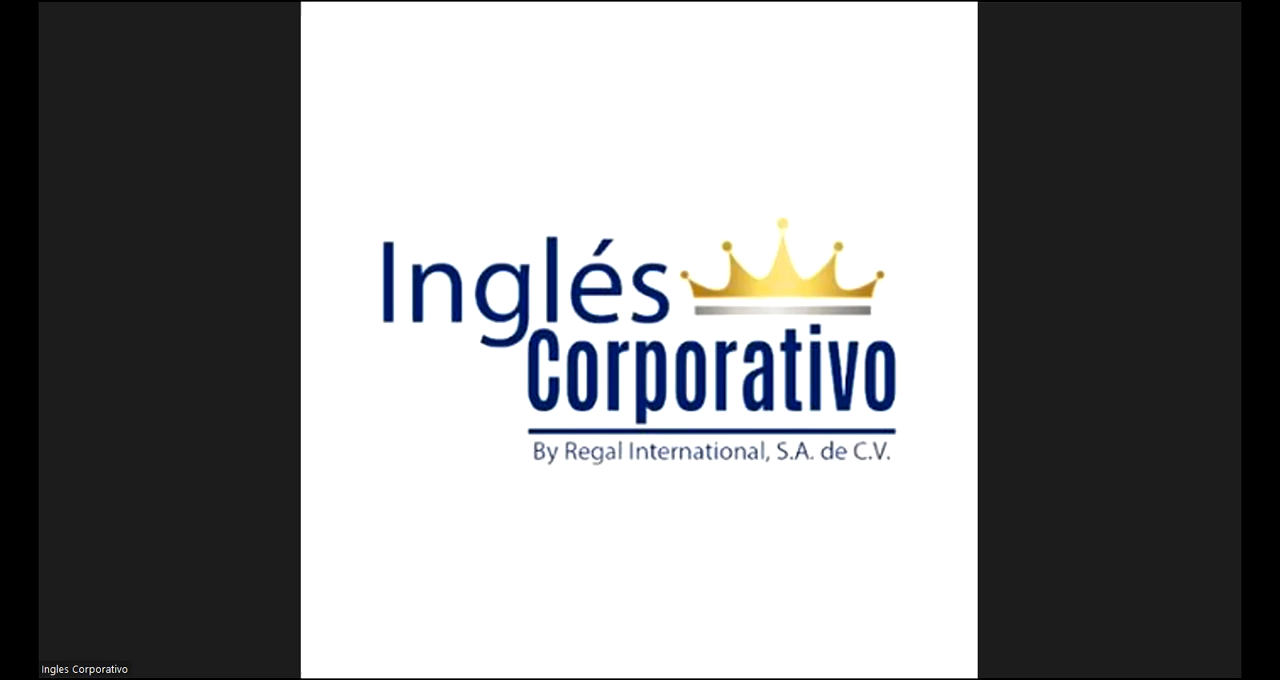 Inglés
Corporativo
By Regal International, S.A. de C.V.
Ingles Corporativo